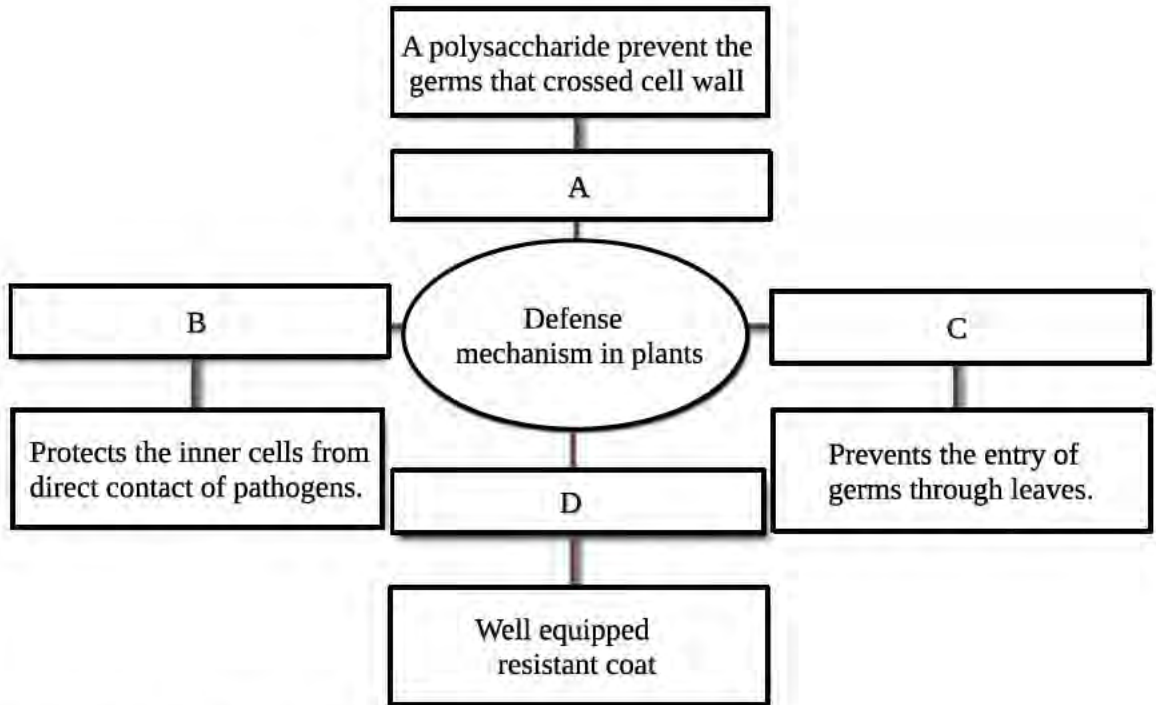 A polysaccharide prevent the
germs that crossed cell wall
A
Defense
mechanism in plants
B
Protects the inner cells from
direct contact of pathogens.
C
Prevents the entry of
germs through leaves.
D
Well equipped
resistant coat